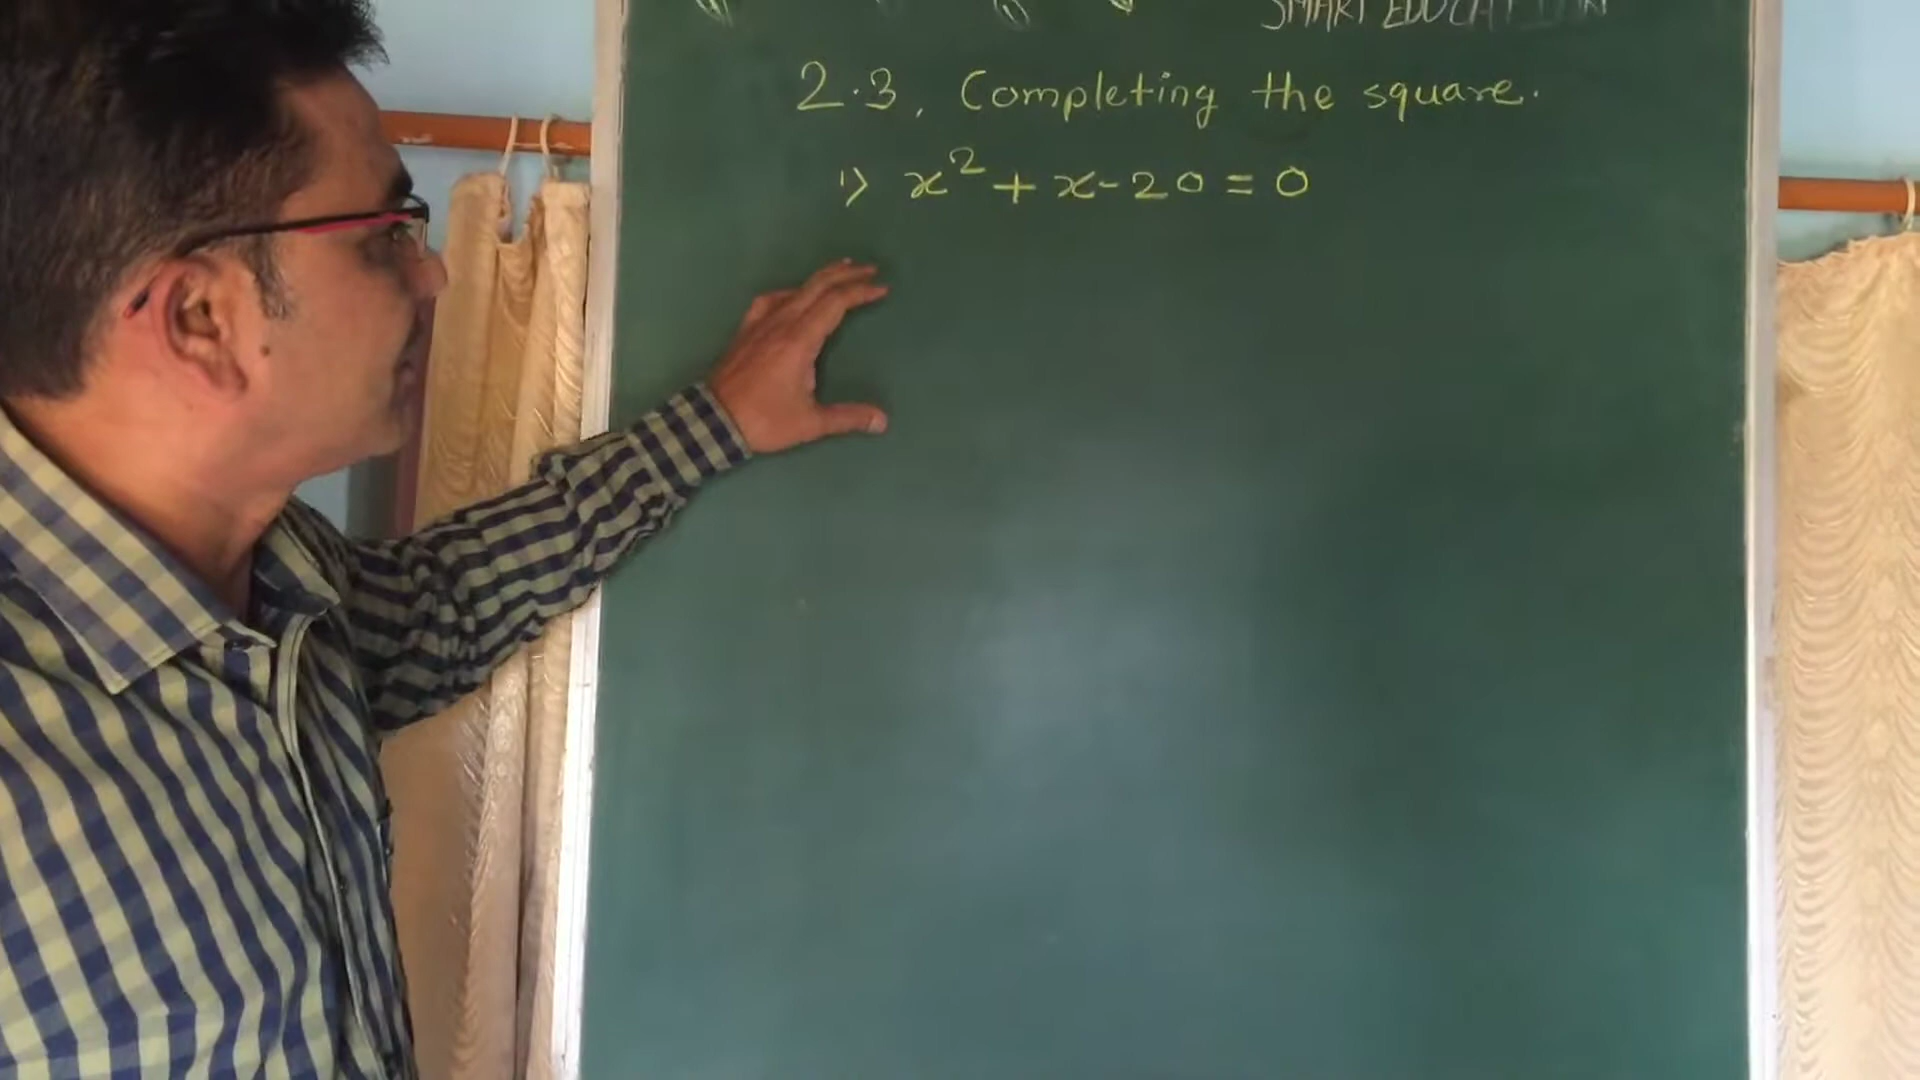 SMART EDUCATION
2.3, Completing the square.
1) x² + x - 20 = 0